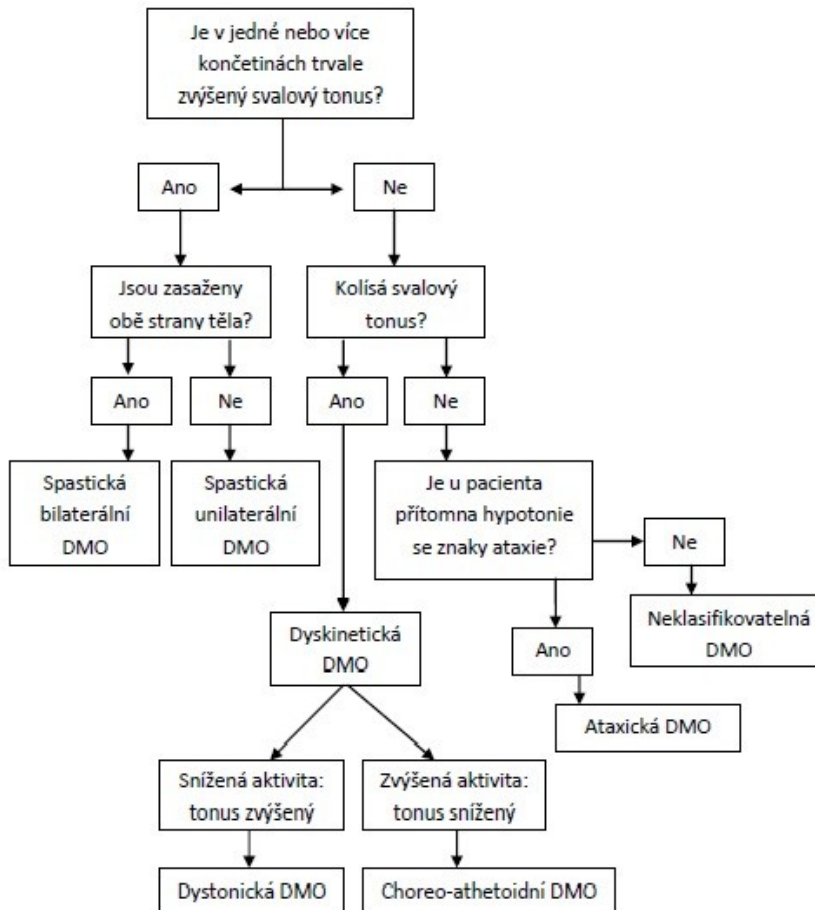 Je v jedné nebo více
končetinách trvale
zvýšený svalový tonus?
Ano
Ne
Jsou zasaženy
obě strany těla?
Kolísá svalový
tonus?
Ano
Ne
Ano
Ne
Spastická
bilaterální
DMO
Spastická
unilaterální
DMO
Je u pacienta
přítomna hypotonie
se znaky ataxie?
Ne
Neklasifikovatelná
DMO
Dyskinetická
DMO
Ano
Ataxická DMO
Snížená aktivita:
tonus zvýšený
Zvýšená aktivita:
tonus snížený
Dystonická DMO
Choreo-athetoidní DMO